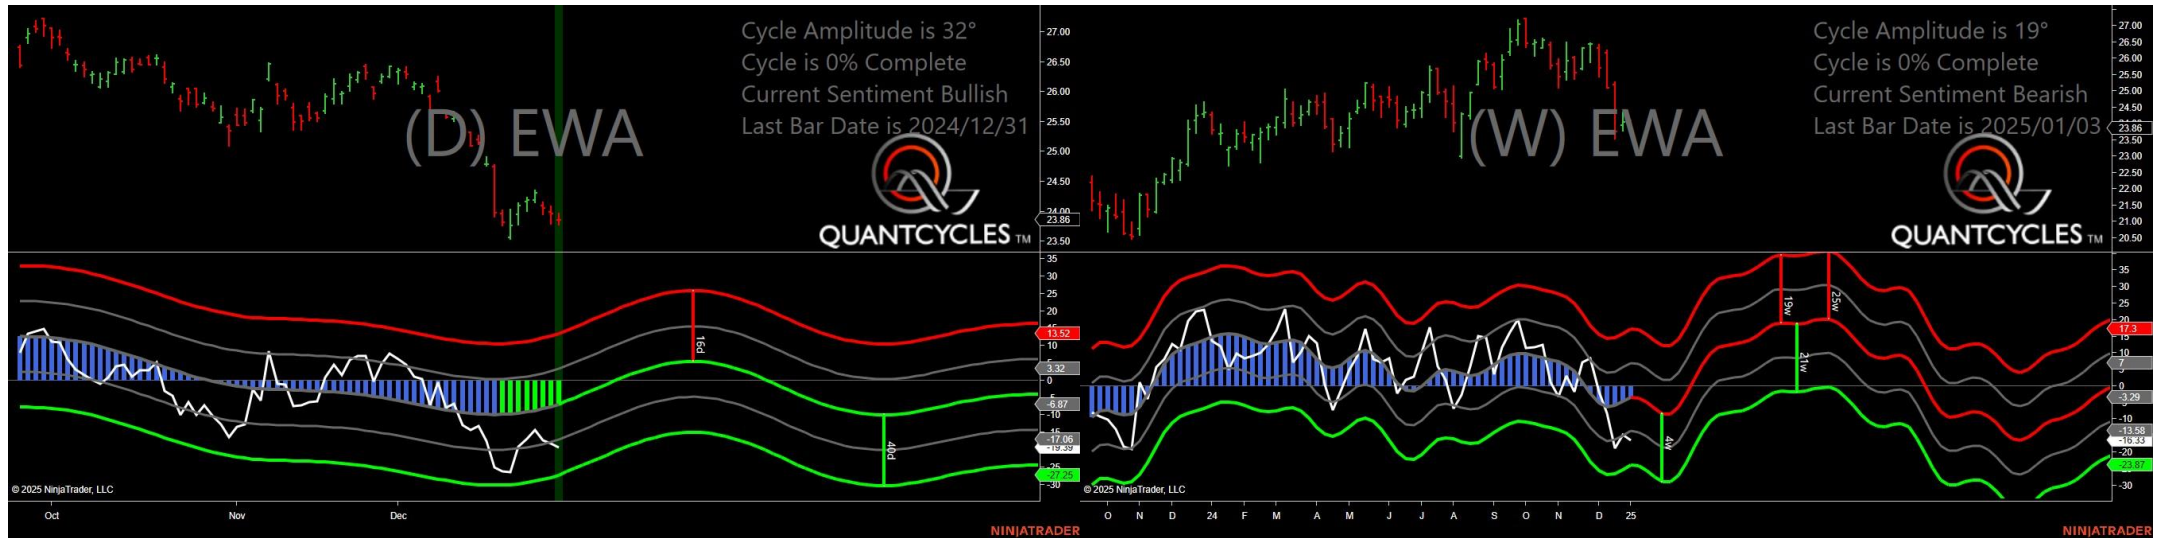 Cycle Amplitude is 32°
Cycle is 0% Complete
Current Sentiment Bullish
Last Bar Date is 2024/12/31
(D) EWA
QUANTCYCLES TM
27.00
26.50
26.00
25.50
25.00
24.50
24.00
23.86
23.50
35
30
25
20
15
13.52
10
3.32
0
-6.87
-10
-15
-17.06
-19.39
-25
-27.25
-30
16d
40d
© 2025 NinjaTrader, LLC
Oct Nov Dec
NINJATRADER
Cycle Amplitude is 19°
Cycle is 0% Complete
Current Sentiment Bearish
Last Bar Date is 2025/01/03
(W) EWA
QUANTCYCLES TM
27.00
26.50
26.00
25.50
25.00
24.50
23.86
23.50
23.00
22.50
22.00
21.50
21.00
20.50
35
30
25
20
17.3
15
10
7
0
-3.29
-10
-13.58
-16.33
-20
-23.87
-30
4w
19w
21w
25w
© 2025 NinjaTrader, LLC
O N D 24 F M A M J J A S O N D 25
NINJATRADER